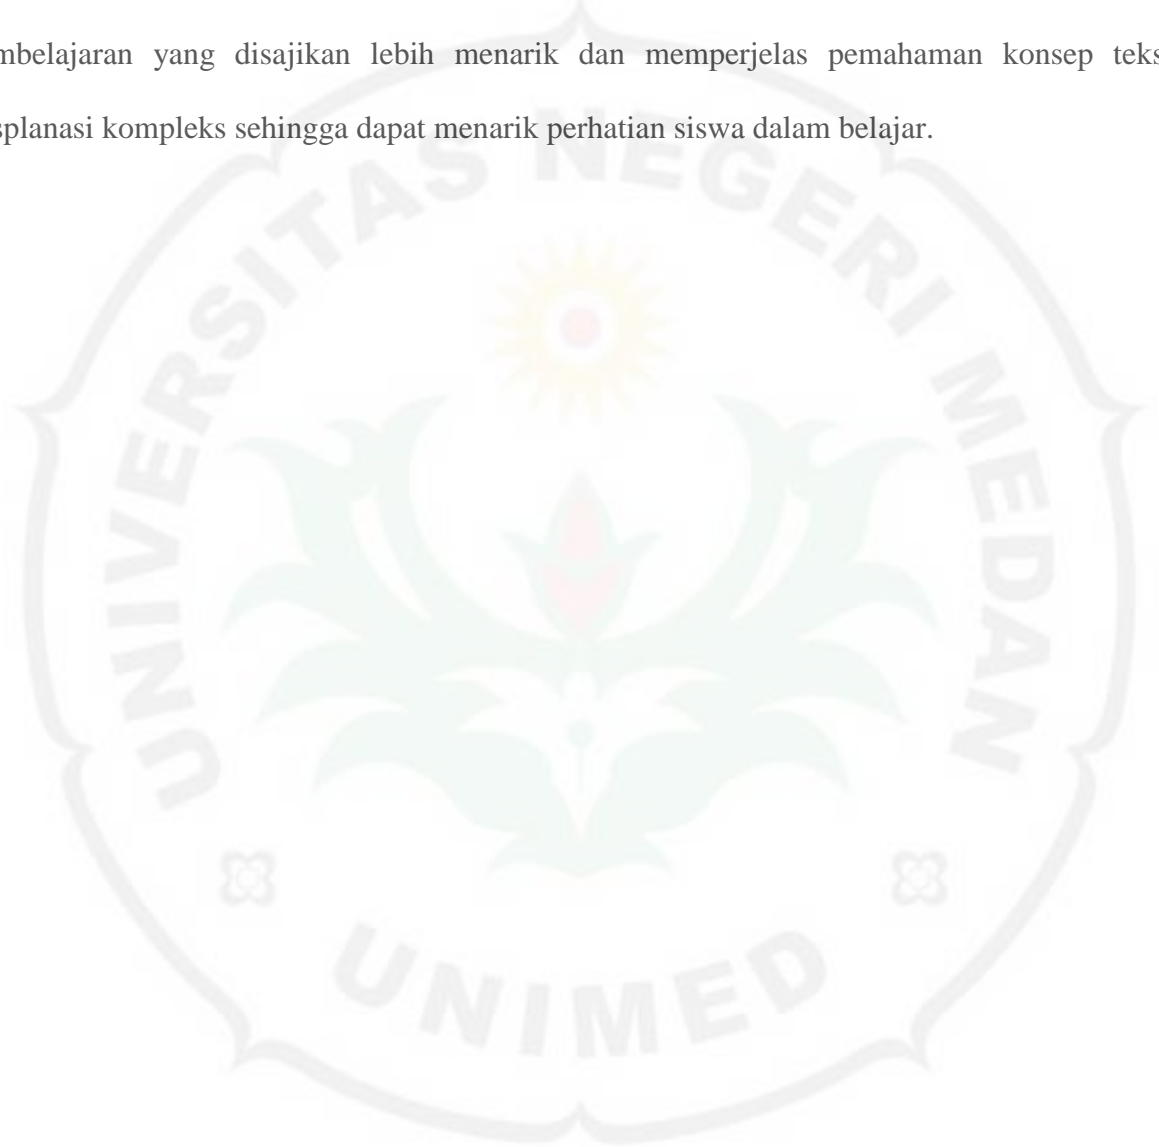 mbelajaran yang disajikan lebih menarik dan memperjelas pemahaman konsep teks
splanasi kompleks sehingga dapat menarik perhatian siswa dalam belajar.
UNIVERSITAS NEGERI MEDAN
UNIMED